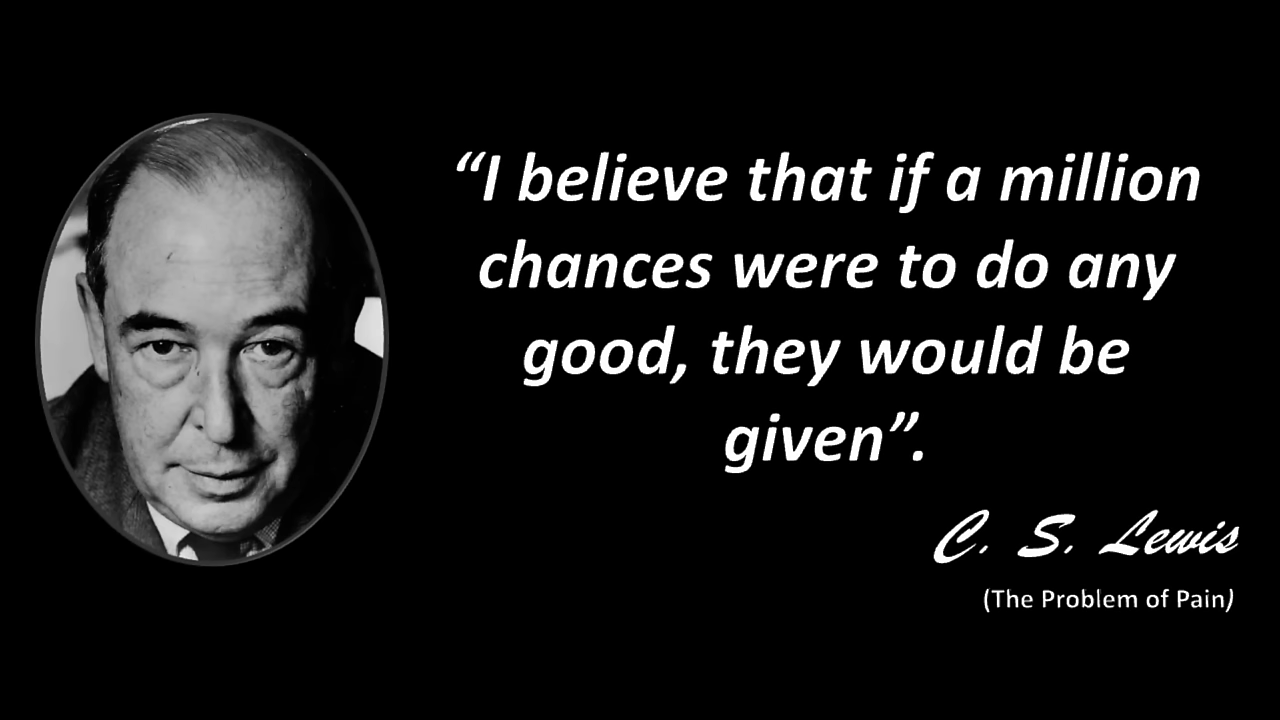 “I believe that if a million
chances were to do any
good, they would be
given”.
C. S. Lewis
(The Problem of Pain)